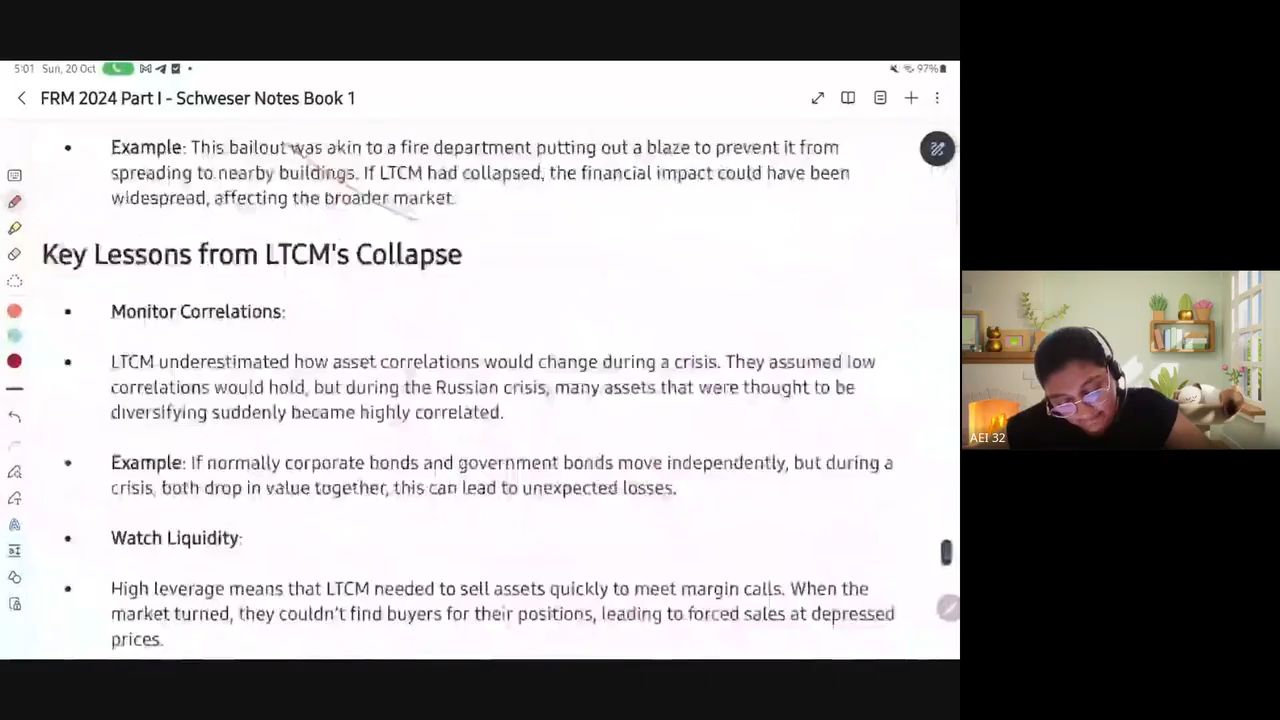 5:01 Sun, 20 Oct
97%
FRM 2024 Part I - Schweser Notes Book 1
• Example: This bailout was akin to a fire department putting out a blaze to prevent it from
spreading to nearby buildings. If LTCM had collapsed, the financial impact could have been
widespread, affecting the broader market.
Key Lessons from LTCM's Collapse
• Monitor Correlations:
• LTCM underestimated how asset correlations would change during a crisis. They assumed low
correlations would hold, but during the Russian crisis, many assets that were thought to be
diversifying suddenly became highly correlated.
• Example: If normally corporate bonds and government bonds move independently, but during a
crisis, both drop in value together, this can lead to unexpected losses.
• Watch Liquidity:
• High leverage means that LTCM needed to sell assets quickly to meet margin calls. When the
market turned, they couldn't find buyers for their positions, leading to forced sales at depressed
prices.
AEI 32